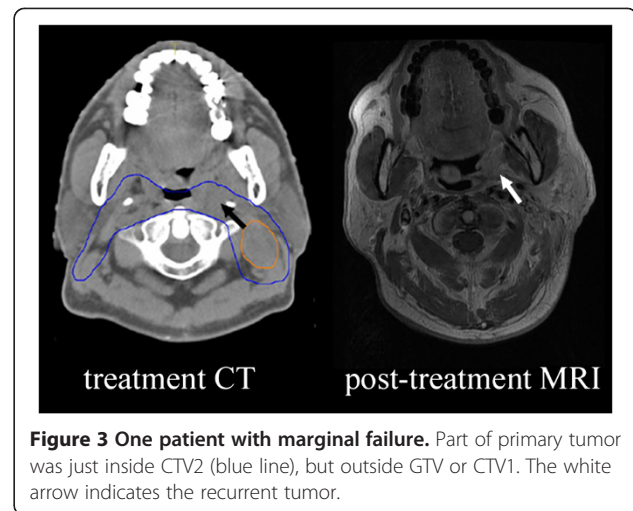 treatment CT
post-treatment MRI
Figure 3 One patient with marginal failure. Part of primary tumor
was just inside CTV2 (blue line), but outside GTV or CTV1. The white
arrow indicates the recurrent tumor.